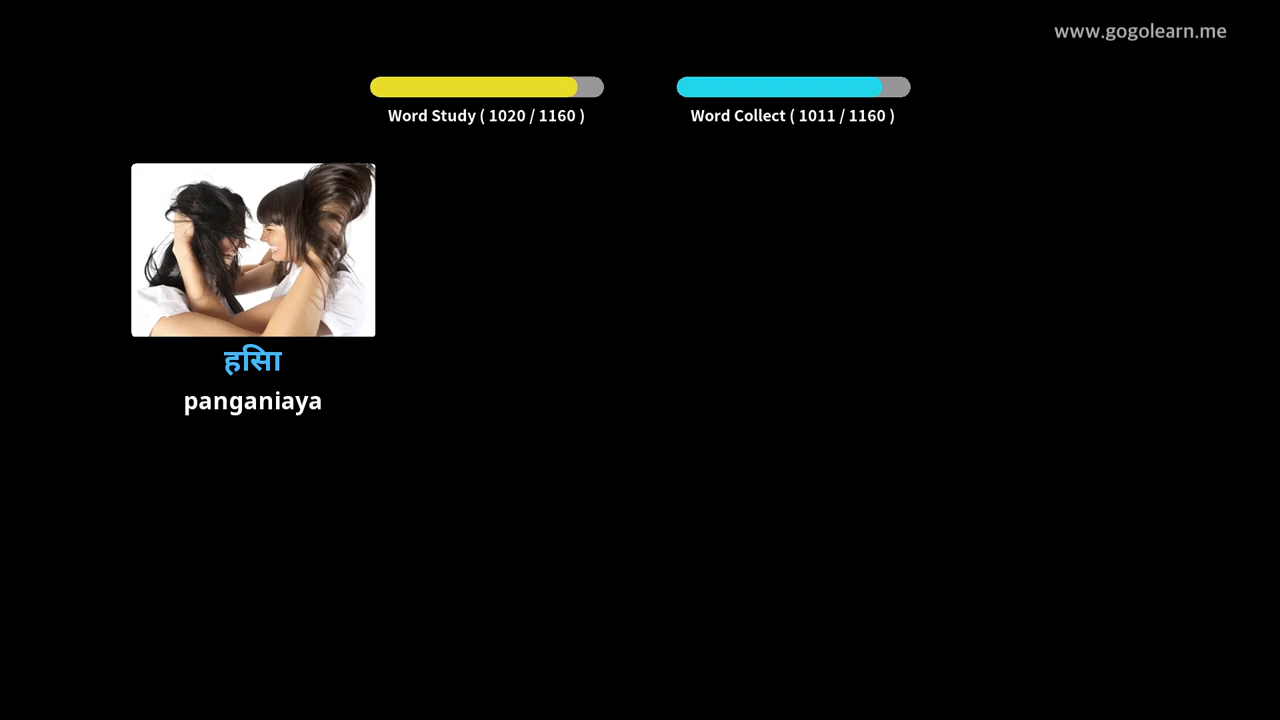 www.gogolearn.me
Word Study ( 1020 / 1160 )
Word Collect ( 1011 / 1160 )
हसिा
panganiaya